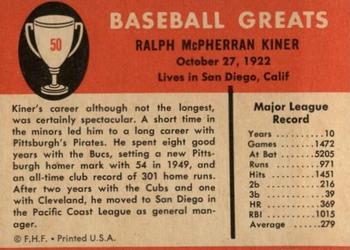 50
BASEBALL GREATS
RALPH McPHERRAN KINER
October 27, 1922
Lives in San Diego, Calif
Kiner's career although not the longest,
was certainly spectacular. A short time in
the minors led him to a long career with
Pittsburgh's Pirates. He spent eight good
years with the Bucs, setting a new Pitts-
burgh homer mark with 54 in 1949, and
an all-time club record of 301 home runs.
After two years with the Cubs and one
with Cleveland, he moved to San Diego in
the Pacific Coast League as general man-
ager.
© F.H.F. • Printed U.S.A.
Major League
Record
Years 10
Games 1472
At Bat 5205
Runs 971
Hits 1451
2b 216
3b 39
HR 369
RBI 1015
Average 279